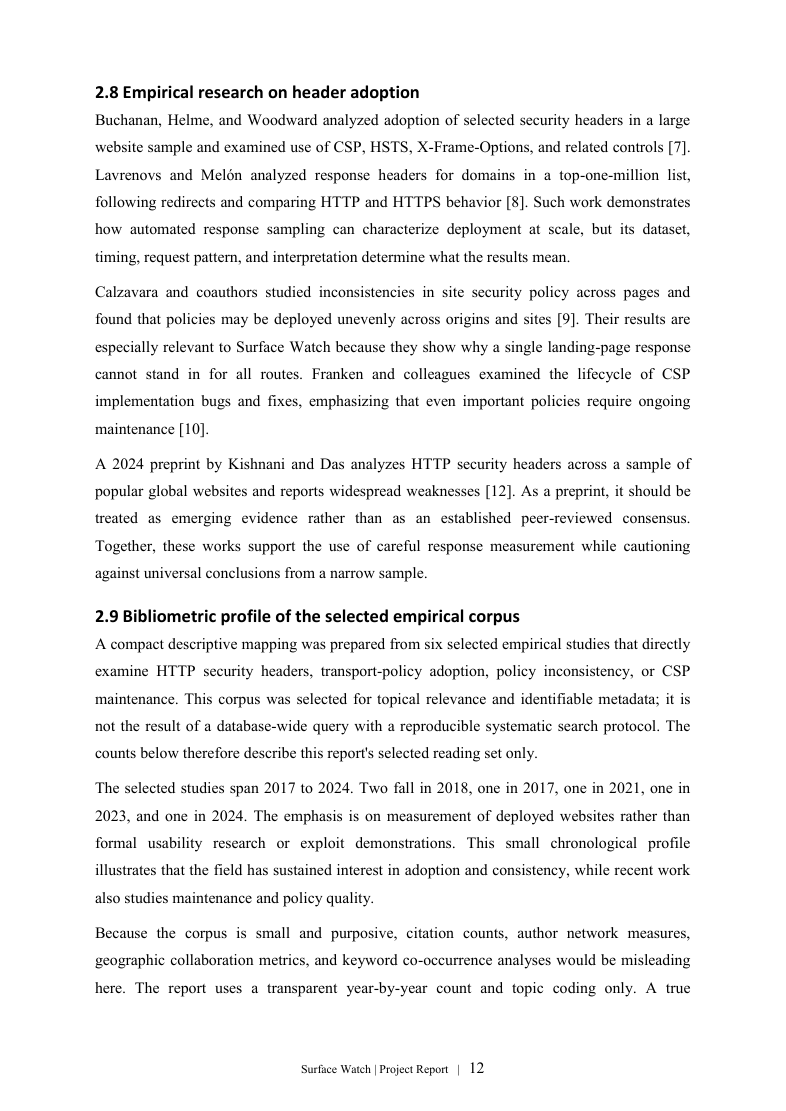 2.8 Empirical research on header adoption
Buchanan, Helme, and Woodward analyzed adoption of selected security headers in a large
website sample and examined use of CSP, HSTS, X-Frame-Options, and related controls [7].
Lavrenovs and Melón analyzed response headers for domains in a top-one-million list,
following redirects and comparing HTTP and HTTPS behavior [8]. Such work demonstrates
how automated response sampling can characterize deployment at scale, but its dataset,
timing, request pattern, and interpretation determine what the results mean.
Calzavara and coauthors studied inconsistencies in site security policy across pages and
found that policies may be deployed unevenly across origins and sites [9]. Their results are
especially relevant to Surface Watch because they show why a single landing-page response
cannot stand in for all routes. Franken and colleagues examined the lifecycle of CSP
implementation bugs and fixes, emphasizing that even important policies require ongoing
maintenance [10].
A 2024 preprint by Kishnani and Das analyzes HTTP security headers across a sample of
popular global websites and reports widespread weaknesses [12]. As a preprint, it should be
treated as emerging evidence rather than as an established peer-reviewed consensus.
Together, these works support the use of careful response measurement while cautioning
against universal conclusions from a narrow sample.
2.9 Bibliometric profile of the selected empirical corpus
A compact descriptive mapping was prepared from six selected empirical studies that directly
examine HTTP security headers, transport-policy adoption, policy inconsistency, or CSP
maintenance. This corpus was selected for topical relevance and identifiable metadata; it is
not the result of a database-wide query with a reproducible systematic search protocol. The
counts below therefore describe this report's selected reading set only.
The selected studies span 2017 to 2024. Two fall in 2018, one in 2017, one in 2021, one in
2023, and one in 2024. The emphasis is on measurement of deployed websites rather than
formal usability research or exploit demonstrations. This small chronological profile
illustrates that the field has sustained interest in adoption and consistency, while recent work
also studies maintenance and policy quality.
Because the corpus is small and purposive, citation counts, author network measures,
geographic collaboration metrics, and keyword co-occurrence analyses would be misleading
here. The report uses a transparent year-by-year count and topic coding only. A true
Surface Watch | Project Report | 12